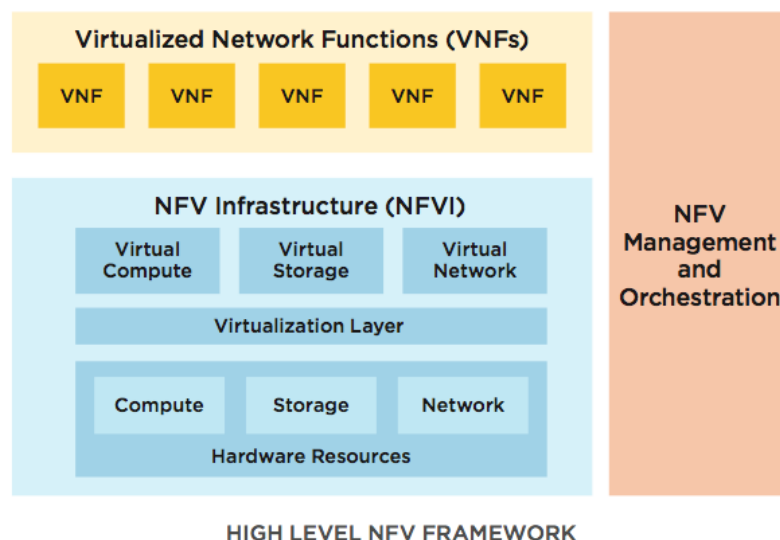 Virtualized Network Functions (VNFs)
VNF VNF VNF VNF VNF
NFV Infrastructure (NFVI)
Virtual Compute
Virtual Storage
Virtual Network
Virtualization Layer
Compute Storage Network
Hardware Resources
NFV
Management
and
Orchestration
HIGH LEVEL NFV FRAMEWORK